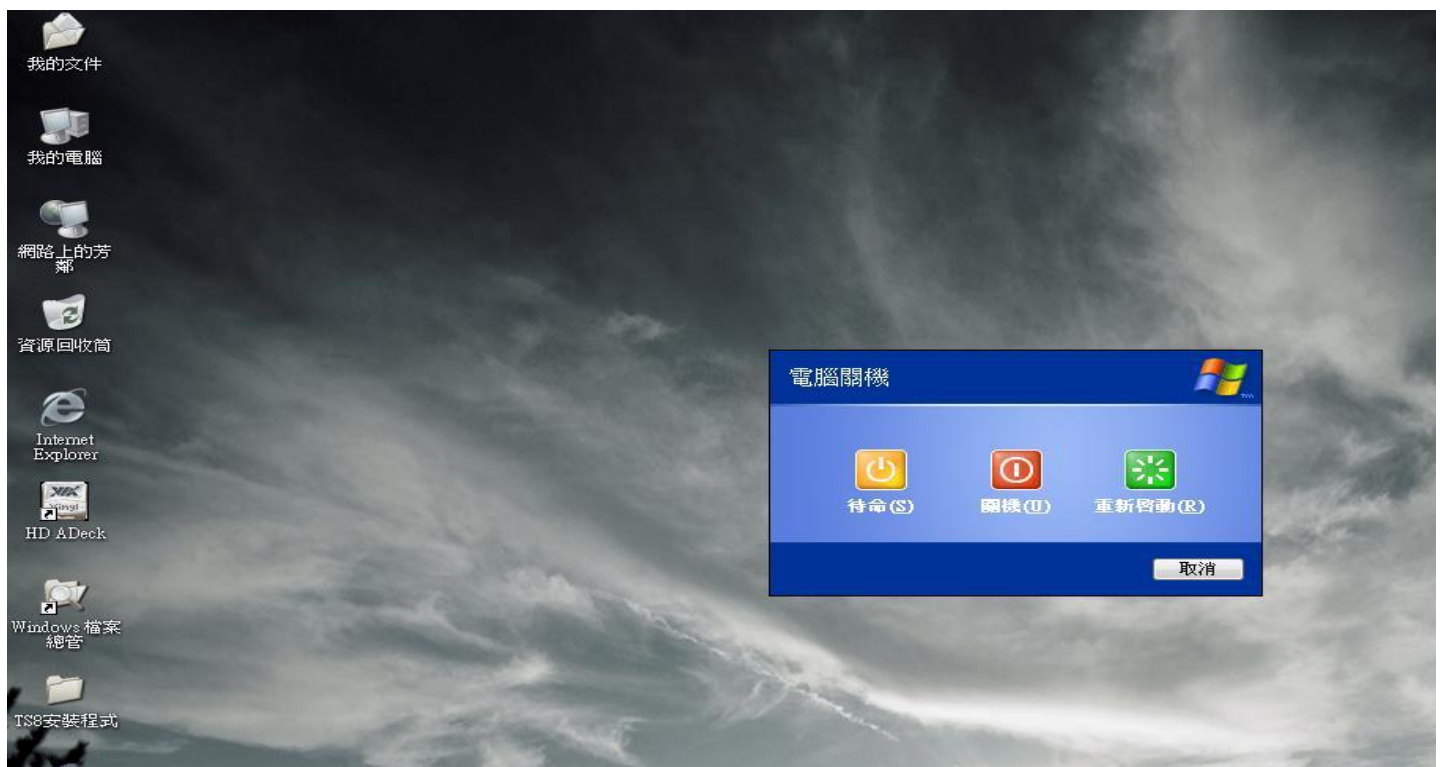 我的文件
我的電腦
網路上的芳
鄰
資源回收筒
Internet
Explorer
HD ADeck
Windows 檔案
總管
TS8安裝程式
電腦關機
待命(S)
關機(U)
重新啓動(R)
取消